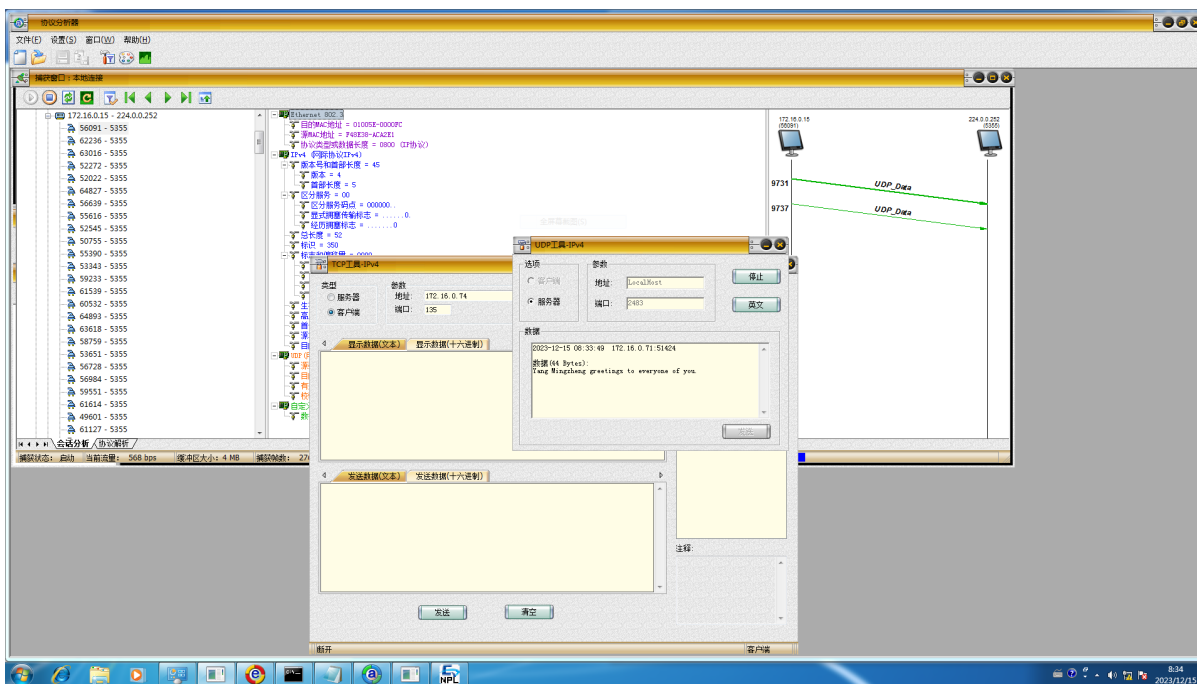 协议分析器
文件(F) 设置(S) 窗口(W) 帮助(H)
捕获窗口：本地连接
172.16.0.15 - 224.0.0.252
56091 - 5355
62236 - 5355
63016 - 5355
52272 - 5355
52022 - 5355
64827 - 5355
56639 - 5355
55616 - 5355
52545 - 5355
50755 - 5355
55390 - 5355
53343 - 5355
59233 - 5355
61539 - 5355
60532 - 5355
64893 - 5355
63618 - 5355
58759 - 5355
53651 - 5355
56728 - 5355
56984 - 5355
59551 - 5355
61614 - 5355
49601 - 5355
61127 - 5355
会话分析 协议解析
捕获状态： 启动 当前流量： 568 bps 缓冲区大小：4 MB 捕获帧数：
Ethernet 802.3
目的MAC地址 = 01005E-0000FC
源MAC地址 = F48E38-ACA2E1
协议类型或数据长度 = 0800 (IP协议)
IPv4 (网际协议IPv4)
版本号和首部长度 = 45
版本 = 4
首部长度 = 5
区分服务 = 00
区分服务码点 = 000000..
显式拥塞传输标志 = ......0.
经历拥塞标志 = .......0
总长度 = 52
标识 = 350
172.16.0.15
(56091)
224.0.0.252
(5355)
9731
UDP_Data
9737
UDP_Data
TCP工具-IPv4
类型
服务器
客户端
参数
地址: 172.16.0.74
端口: 135
显示数据(文本) 显示数据(十六进制)
发送数据(文本) 发送数据(十六进制)
注释:
发送
清空
断开
客户端
UDP工具-IPv4
选项
客户端
服务器
参数
地址: LocalHost
端口: 2483
停止
英文
数据
2023-12-15 08:33:49 172.16.0.71:51424
数据(44 Bytes):
Yang Mingzheng greetings to everyone of you.
发送
NPL
8:34
2023/12/15